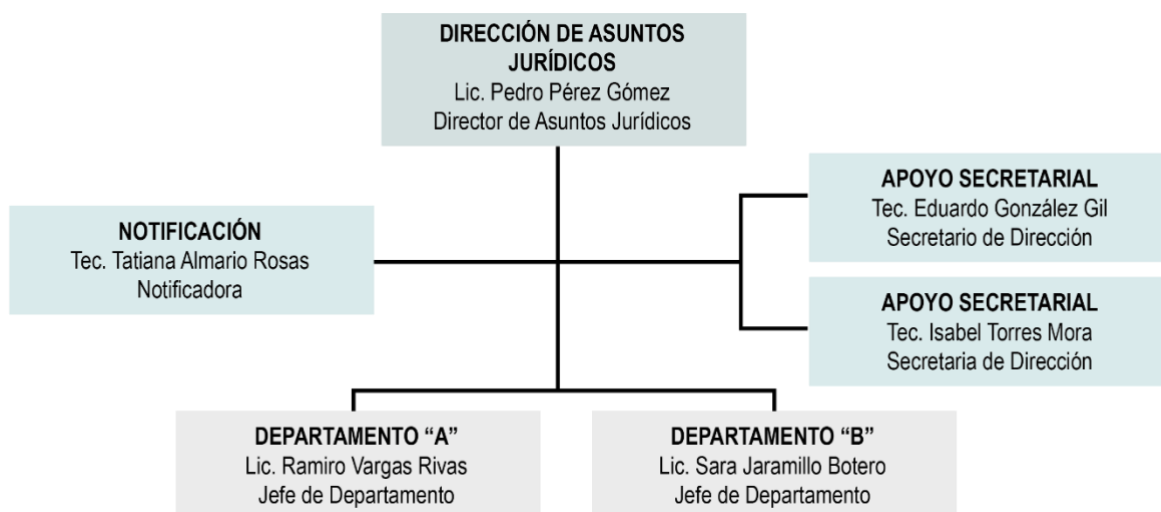 DIRECCIÓN DE ASUNTOS
JURÍDICOS
Lic. Pedro Pérez Gómez
Director de Asuntos Jurídicos
APOYO SECRETARIAL
Tec. Eduardo González Gil
Secretario de Dirección
NOTIFICACIÓN
Tec. Tatiana Almario Rosas
Notificadora
APOYO SECRETARIAL
Tec. Isabel Torres Mora
Secretaria de Dirección
DEPARTAMENTO “A”
Lic. Ramiro Vargas Rivas
Jefe de Departamento
DEPARTAMENTO “B”
Lic. Sara Jaramillo Botero
Jefe de Departamento